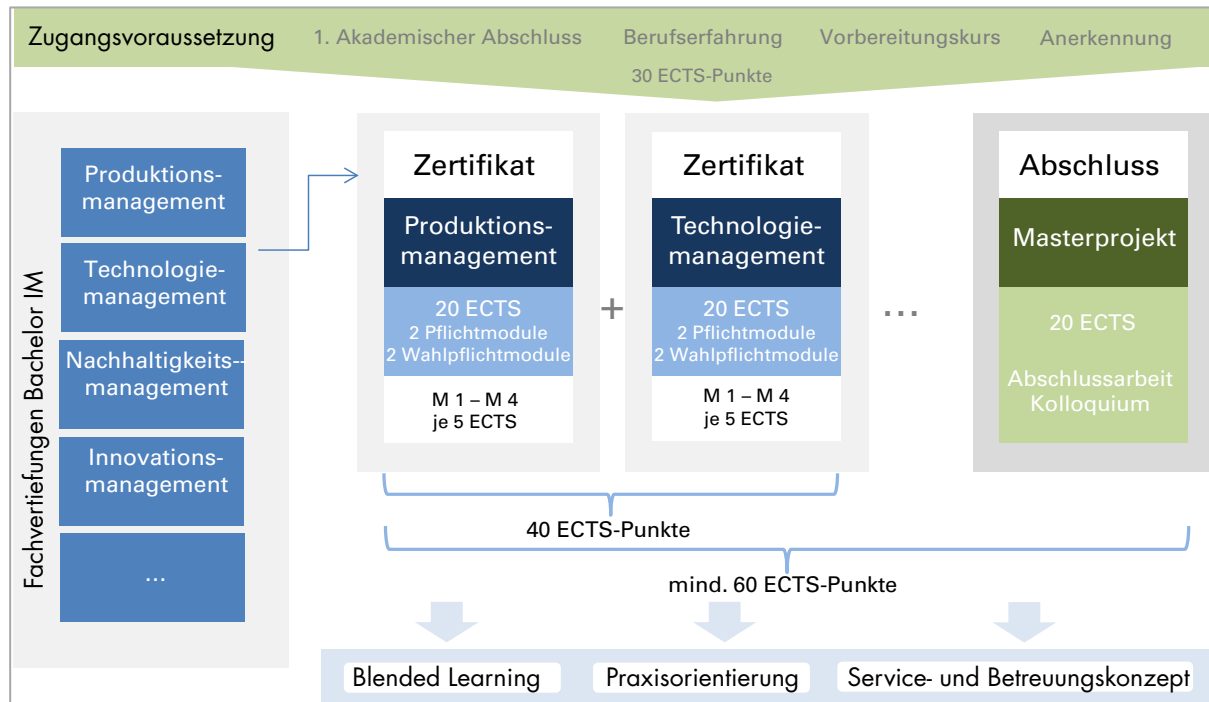 Zugangsvoraussetzung 1. Akademischer Abschluss Berufserfahrung Vorbereitungskurs Anerkennung
30 ECTS-Punkte
Fachvertiefungen Bachelor IM
Produktions-
management
Technologie-
management
Nachhaltigkeits--
management
Innovations-
management
...
Zertifikat
Produktions-
management
20 ECTS
2 Pflichtmodule
2 Wahlpflichtmodule
M 1 – M 4
je 5 ECTS
+
Zertifikat
Technologie-
management
20 ECTS
2 Pflichtmodule
2 Wahlpflichtmodule
M 1 – M 4
je 5 ECTS
...
Abschluss
Masterprojekt
20 ECTS
Abschlussarbeit
Kolloquium
40 ECTS-Punkte
mind. 60 ECTS-Punkte
Blended Learning Praxisorientierung Service- und Betreuungskonzept